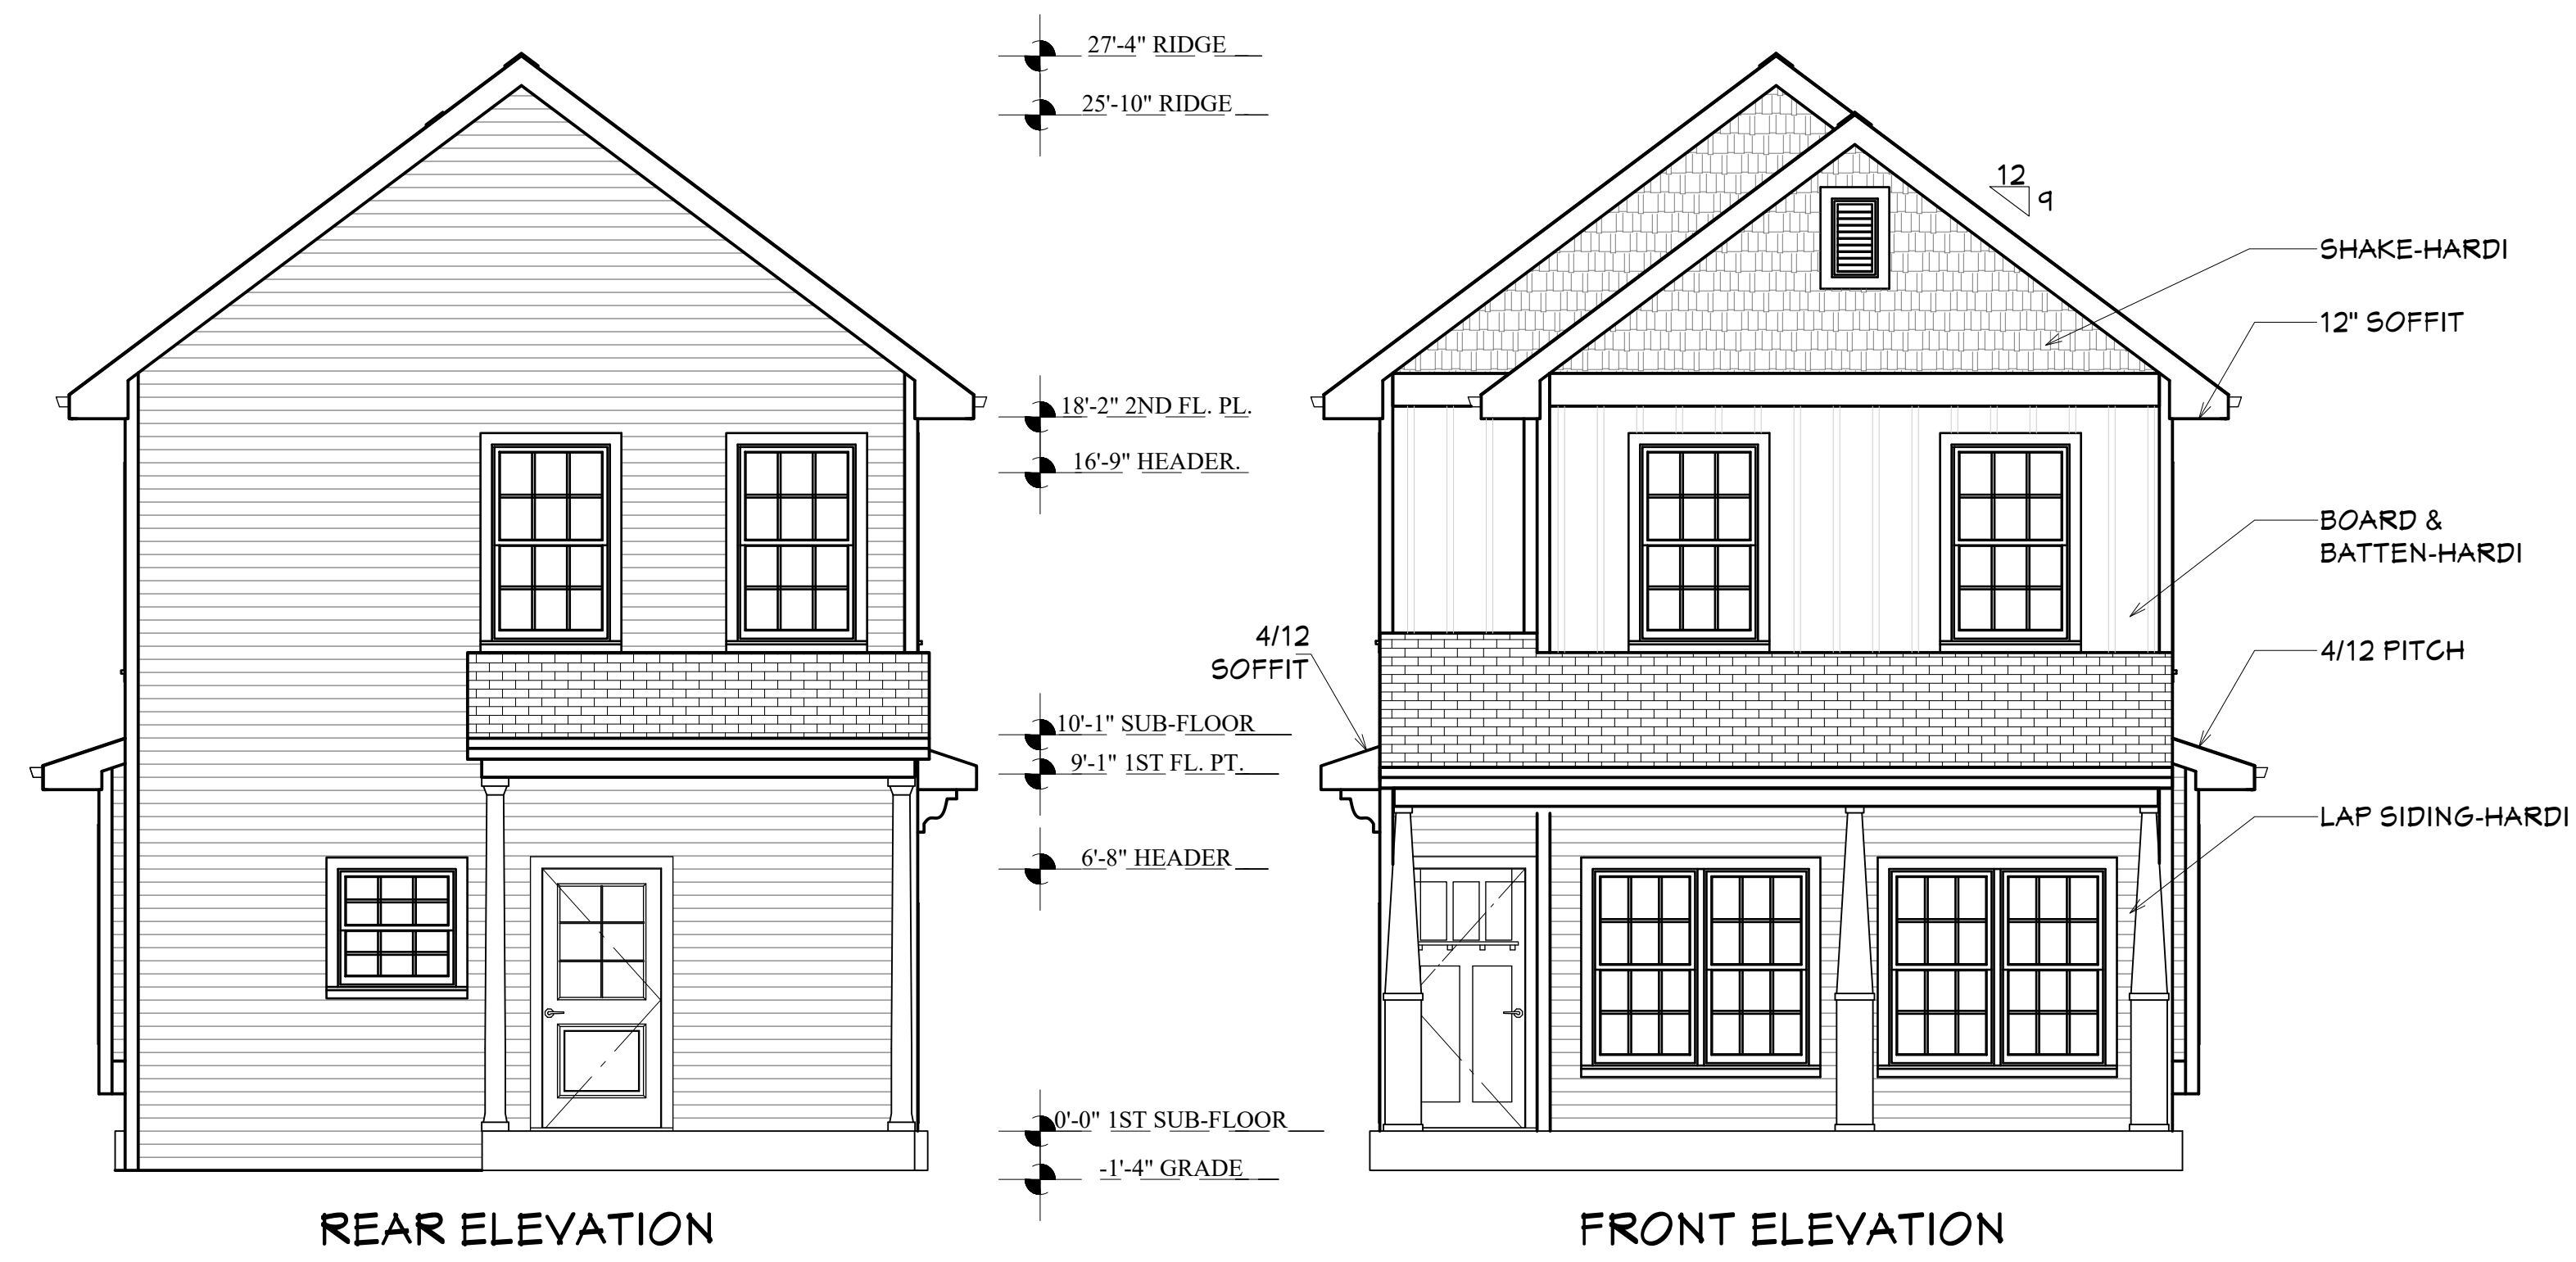 27'-4" RIDGE
25'-10" RIDGE
18'-2" 2ND FL. PL.
16'-9" HEADER.
10'-1" SUB-FLOOR
9'-1" 1ST FL. PT.
6'-8" HEADER
0'-0" 1ST SUB-FLOOR
-1'-4" GRADE
REAR ELEVATION
12
9
SHAKE-HARDI
12" SOFFIT
BOARD &
BATTEN-HARDI
4/12
SOFFIT
4/12 PITCH
LAP SIDING-HARDI
FRONT ELEVATION